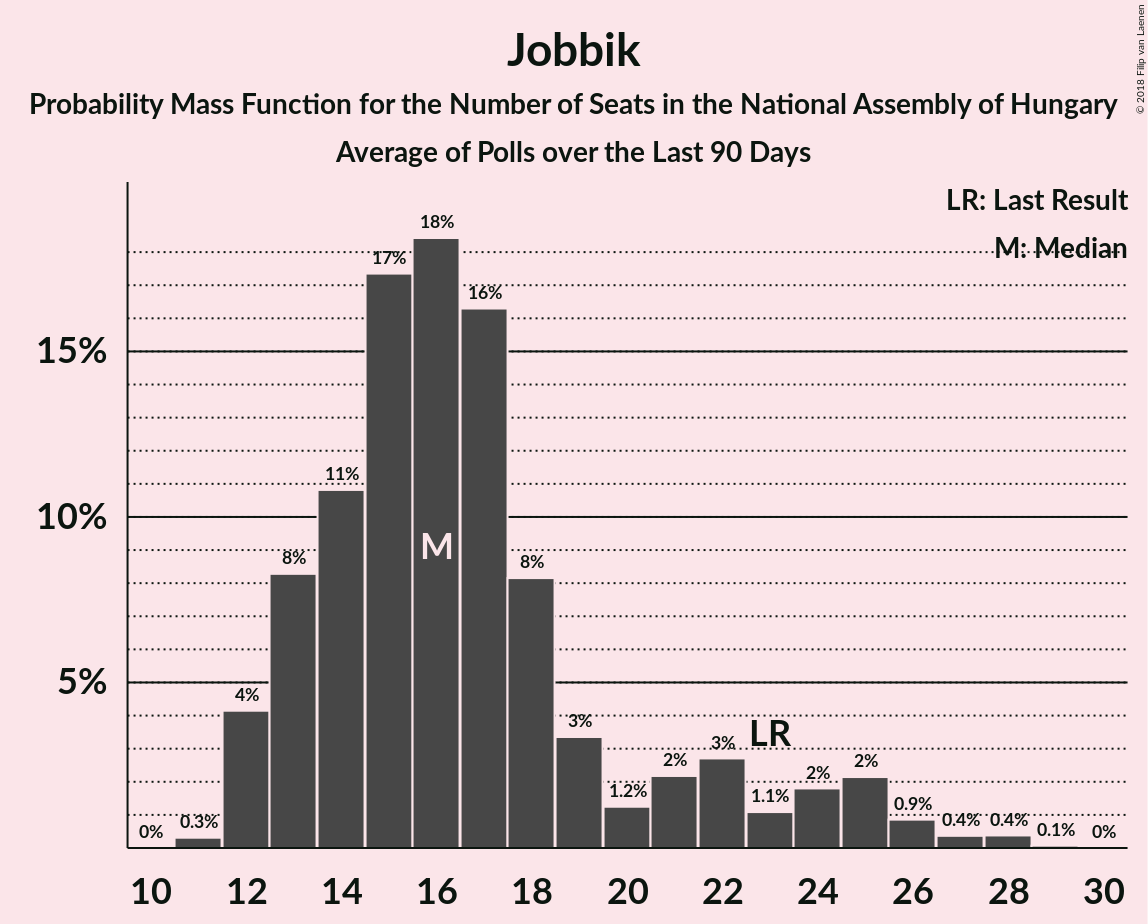 Jobbik
Probability Mass Function for the Number of Seats in the National Assembly of Hungary
Average of Polls over the Last 90 Days
© 2018 Filip van Laenen
LR: Last Result
M: Median
15%
10%
5%
0%
0.3%
4%
8%
11%
17%
18%
16%
8%
3%
1.2%
2%
3%
1.1%
2%
2%
0.9%
0.4%
0.4%
0.1%
0%
M
LR
10 12 14 16 18 20 22 24 26 28 30